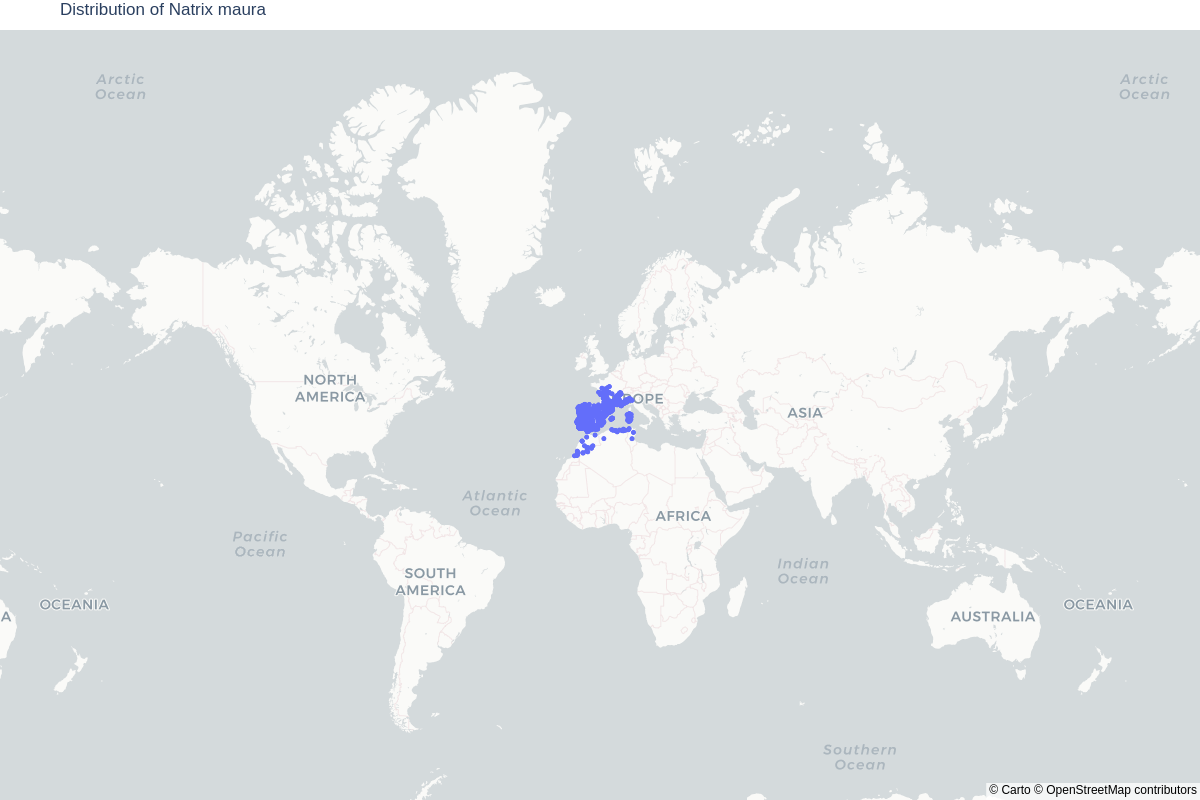 Distribution of Natrix maura
Arctic
Ocean
Arctic
Ocean
NORTH
AMERICA
OPE
ASIA
Atlantic
Ocean
AFRICA
Pacific
Ocean
Indian
Ocean
SOUTH
AMERICA
OCEANIA
A
AUSTRALIA
OCEANIA
Southern
Ocean
© Carto © OpenStreetMap contributors